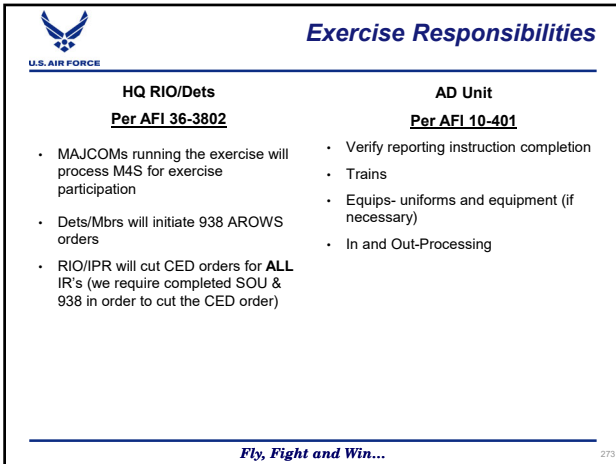 Exercise Responsibilities
U.S. AIR FORCE
HQ RIO/Dets
Per AFI 36-3802
• MAJCOMs running the exercise will
process M4S for exercise
participation
• Dets/Mbrs will initiate 938 AROWS
orders
• RIO/IPR will cut CED orders for ALL
IR's (we require completed SOU &
938 in order to cut the CED order)
AD Unit
Per AFI 10-401
• Verify reporting instruction completion
• Trains
• Equips- uniforms and equipment (if
necessary)
• In and Out-Processing
Fly, Fight and Win...
27/3